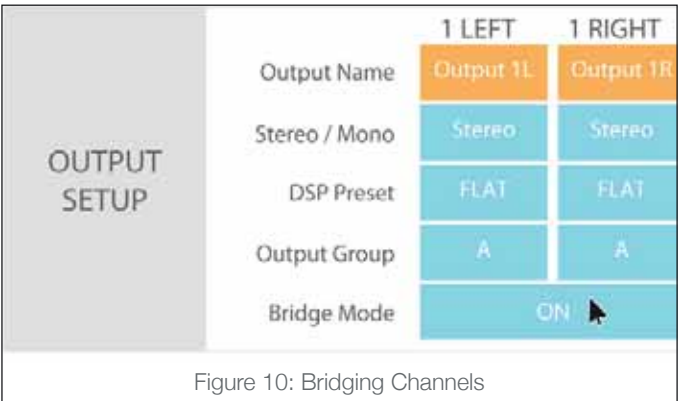 1 LEFT 1 RIGHT
Output Name Output 1L Output 1R
Stereo / Mono Stereo Stereo
OUTPUT SETUP
DSP Preset FLAT FLAT
Output Group A A
Bridge Mode ON
Figure 10: Bridging Channels